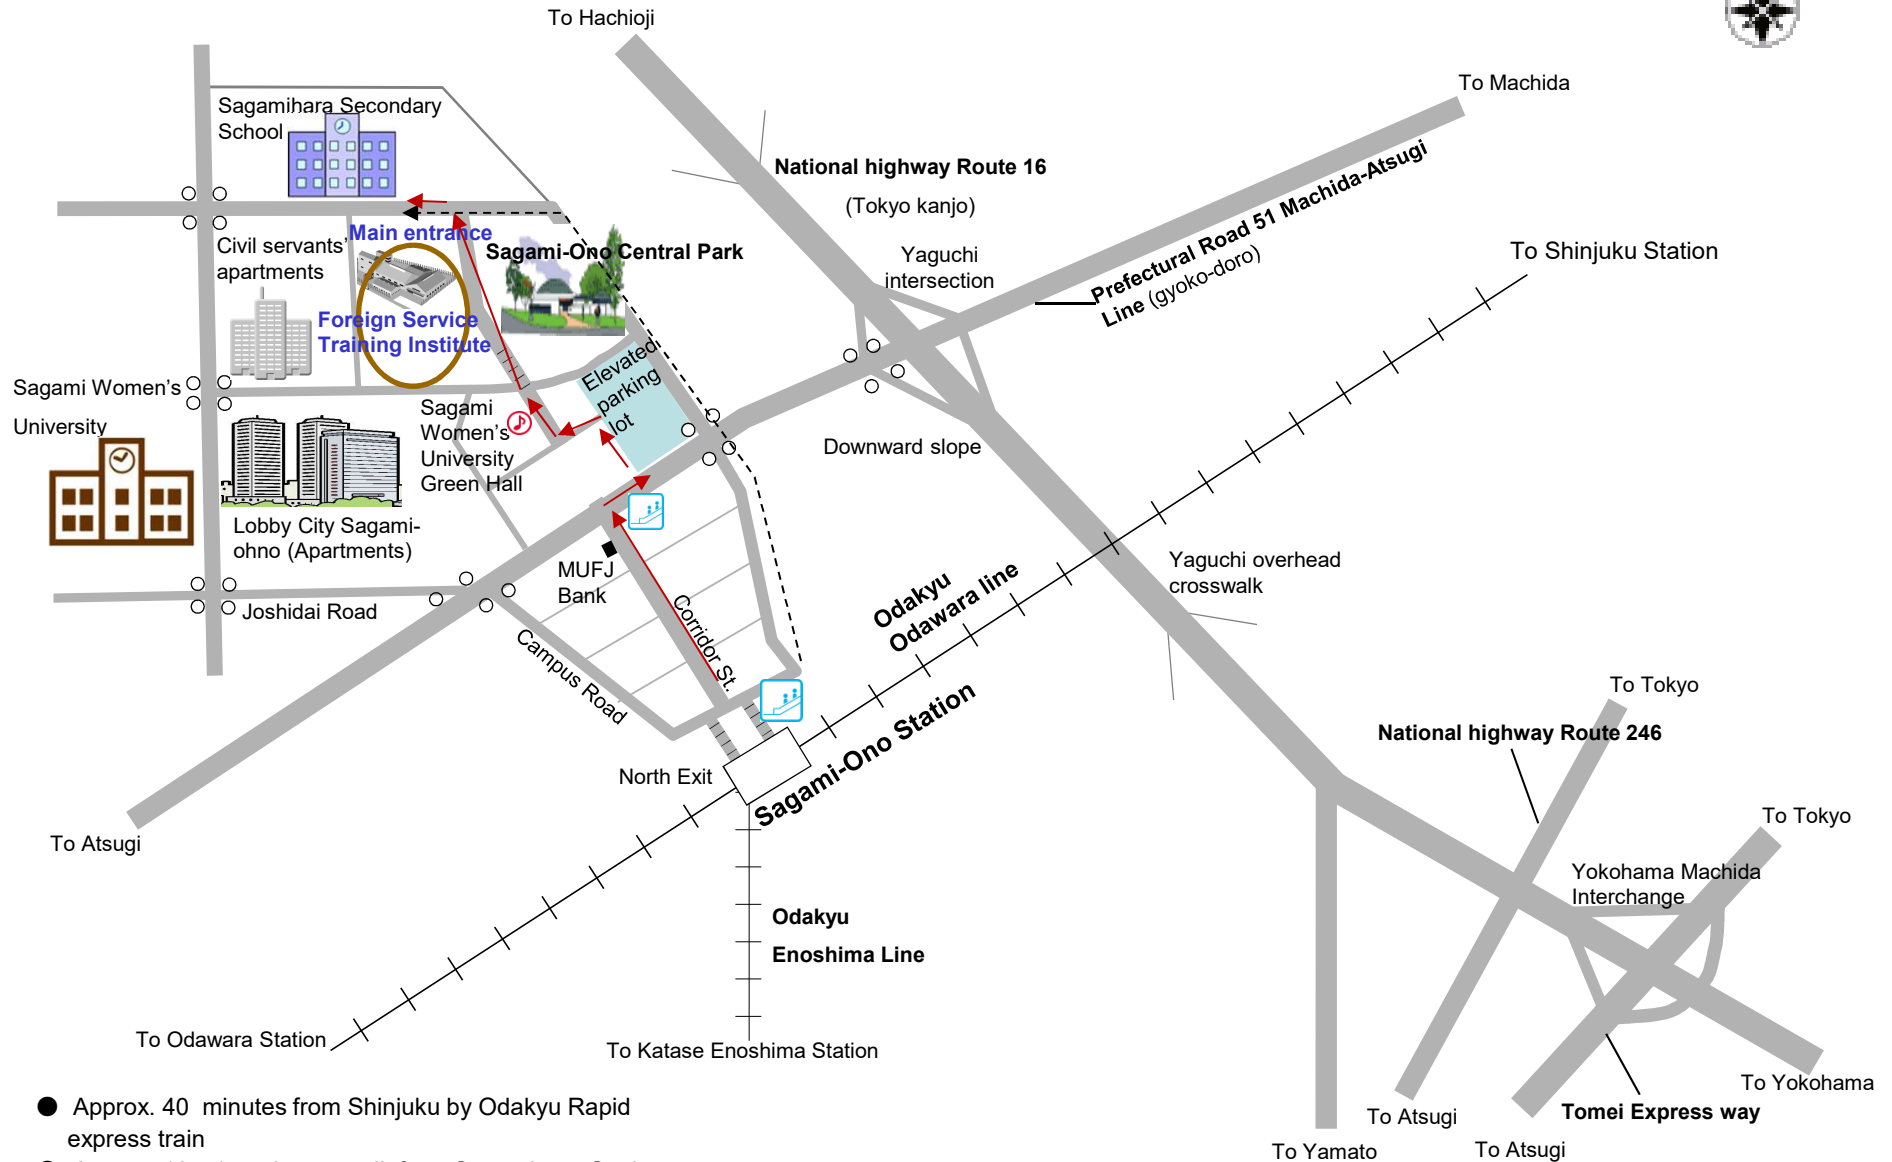 To Hachioji
To Machida
Sagamihara Secondary
School
National highway Route 16
(Tokyo kanjo)
Prefectural Road 51 Machida-Atsugi
Line (gyoko-doro)
Main entrance
Civil servants'
apartments
Sagami-Ono Central Park
Yaguchi
intersection
To Shinjuku Station
Foreign Service
Training Institute
Elevated
parking
lot
Sagami Women's
University
Sagami
Women's
University
Green Hall
Downward slope
Lobby City Sagami-
ohno (Apartments)
MUFJ
Bank
Yaguchi overhead
crosswalk
Joshidai Road
Corridor St.
Campus Road
Odakyu
Odawara line
To Tokyo
National highway Route 246
North Exit
Sagami-Ono Station
To Atsugi
To Tokyo
Yokohama Machida
Interchange
Odakyu
Enoshima Line
To Odawara Station
To Katase Enoshima Station
To Yokohama
To Atsugi
Tomei Express way
To Yamato
To Atsugi
● Approx. 40 minutes from Shinjuku by Odakyu Rapid
express train